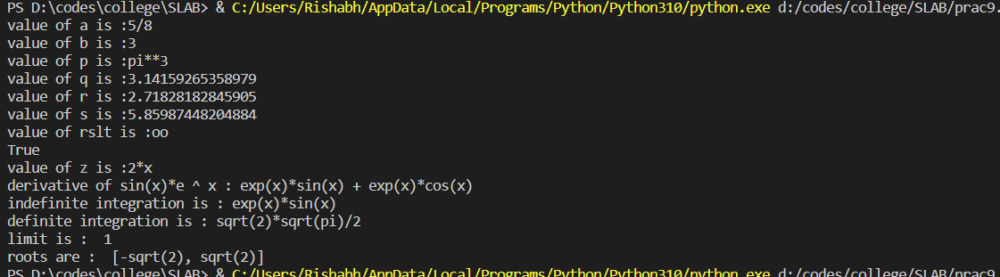 PS D:\codes\college\SLAB> & C:/Users/Rishabh/AppData/Local/Programs/Python/Python310/python.exe d:/codes/college/SLAB/prac9.
value of a is :5/8
value of b is :3
value of p is :pi**3
value of q is :3.14159265358979
value of r is :2.71828182845905
value of s is :5.85987448204884
value of rslt is :oo
True
value of z is :2*x
derivative of sin(x)*e ^ x : exp(x)*sin(x) + exp(x)*cos(x)
indefinite integration is : exp(x)*sin(x)
definite integration is : sqrt(2)*sqrt(pi)/2
limit is :  1
roots are :  [-sqrt(2), sqrt(2)]
PS D:\codes\college\SLAB> & C:/Users/Rishabh/AppData/Local/Programs/Python/Python310/python.exe d:/codes/college/SLAB/prac9.